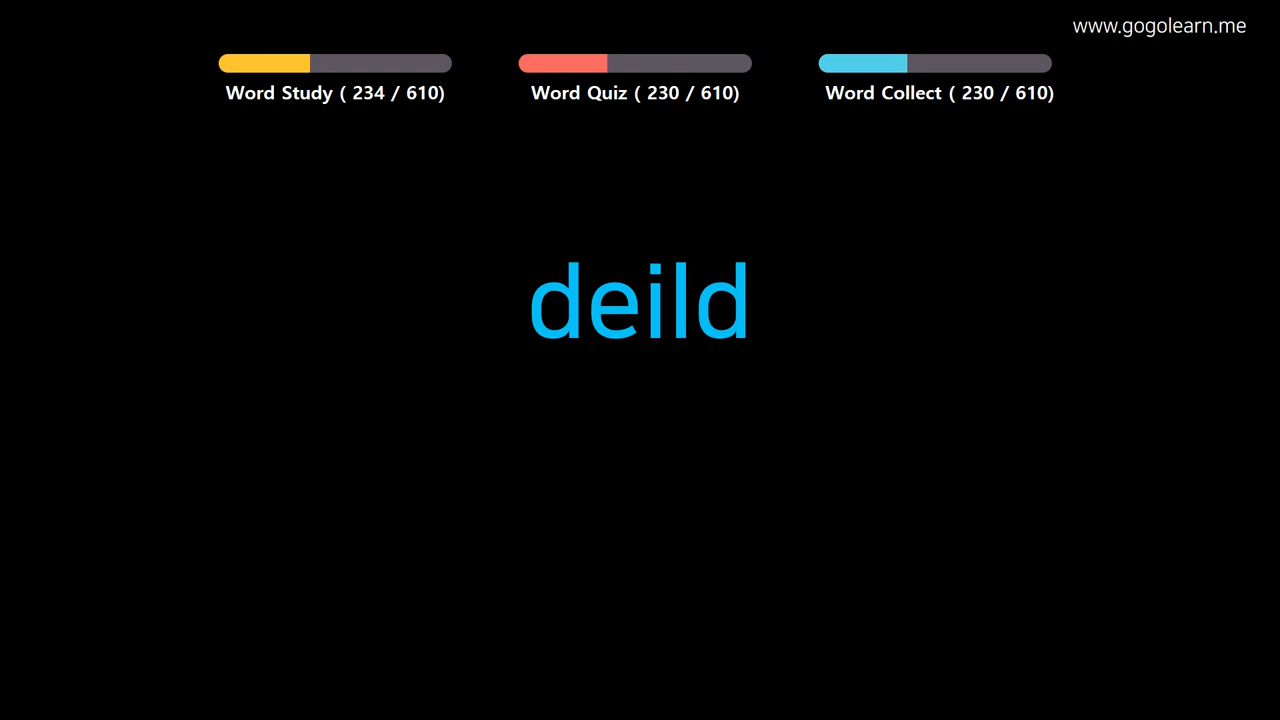 www.gogolearn.me
Word Study ( 234 / 610)
Word Quiz ( 230 / 610)
Word Collect ( 230 / 610)
deild